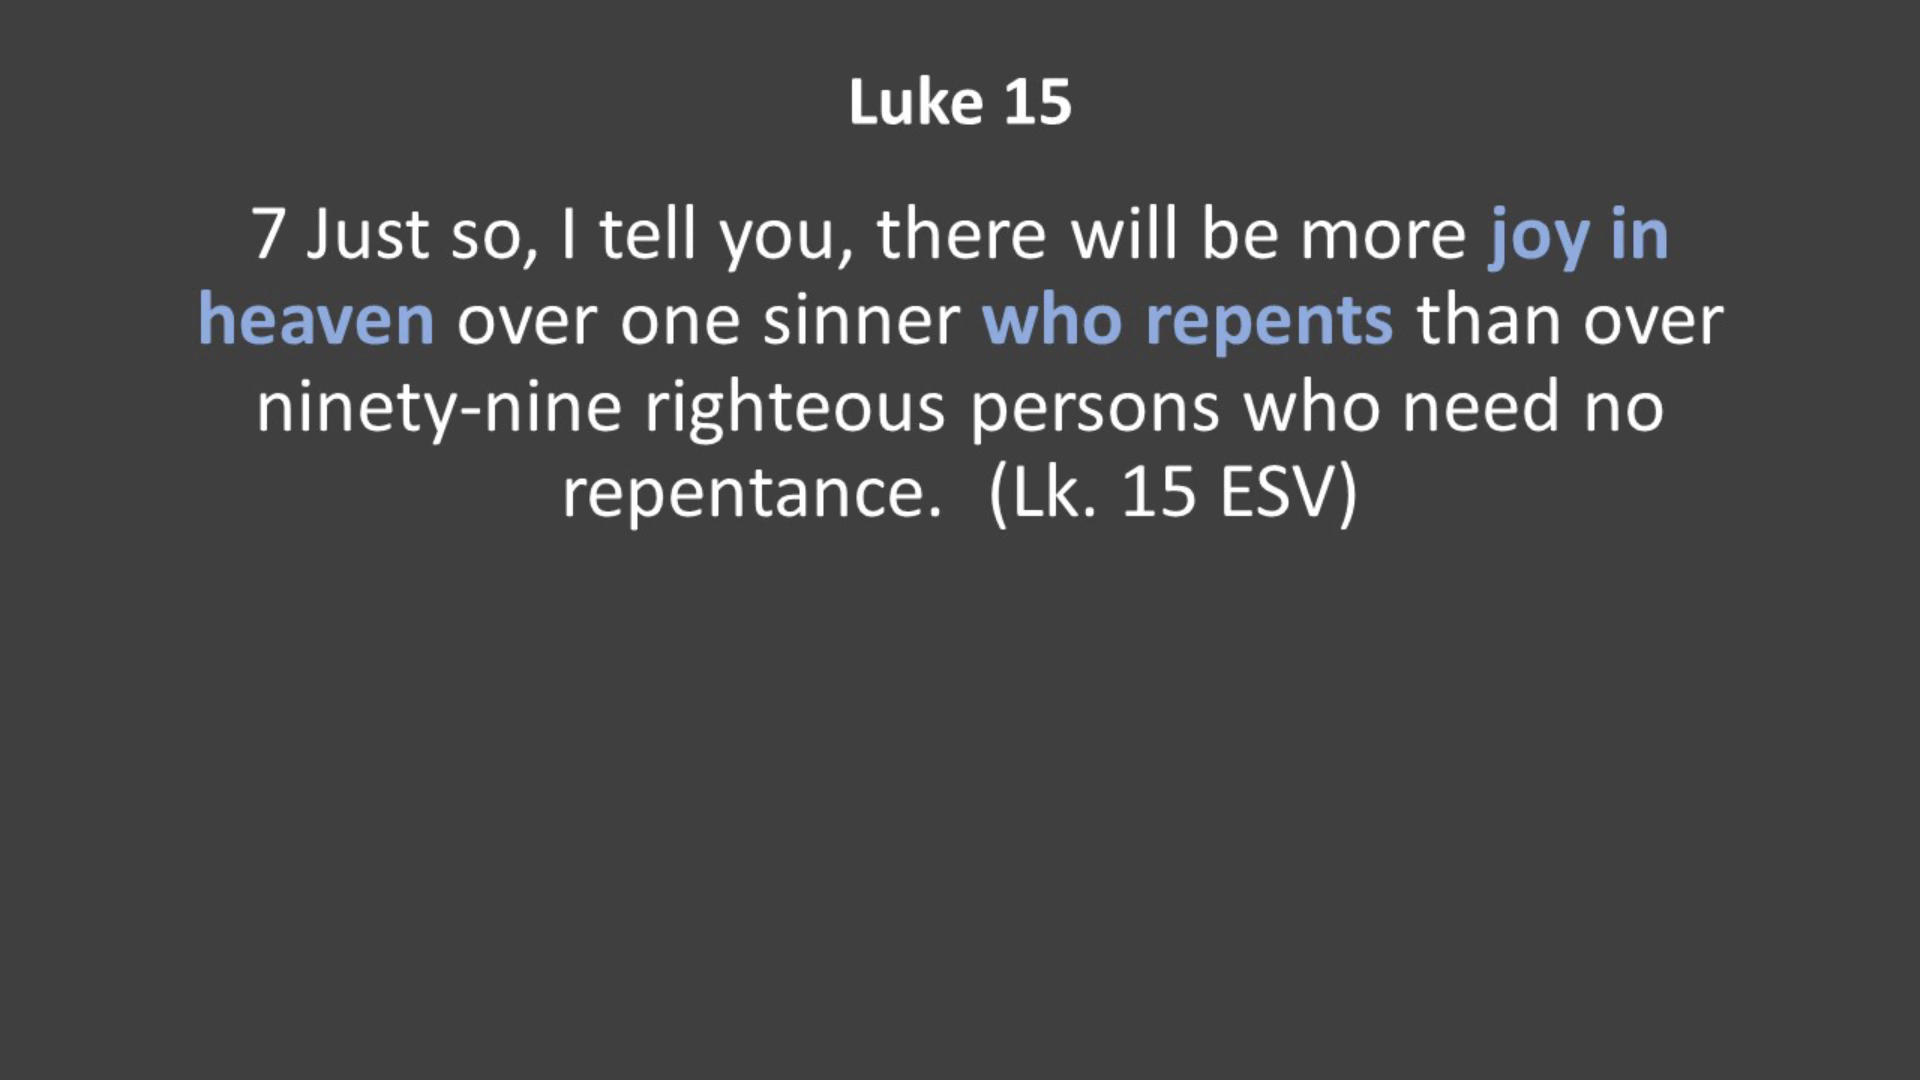 Luke 15
7 Just so, I tell you, there will be more joy in
heaven over one sinner who repents than over
ninety-nine righteous persons who need no
repentance.  (Lk. 15 ESV)